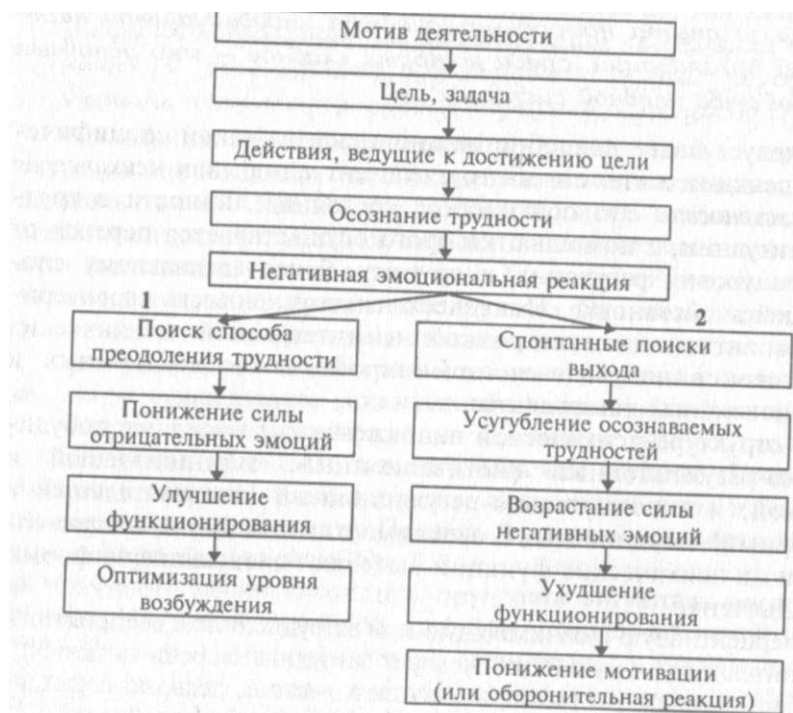 Мотив деятельности
Цель, задача
Действия, ведущие к достижению цели
Осознание трудности
Негативная эмоциональная реакция
1
Поиск способа
преодоления трудности
Понижение силы
отрицательных эмоций
Улучшение
функционирования
Оптимизация уровня
возбуждения
2
Спонтанные поиски
выхода
Усугубление осознаваемых
трудностей
Возрастание силы
негативных эмоций
Ухудшение
функционирования
Понижение мотивации
(или оборонительная реакция)